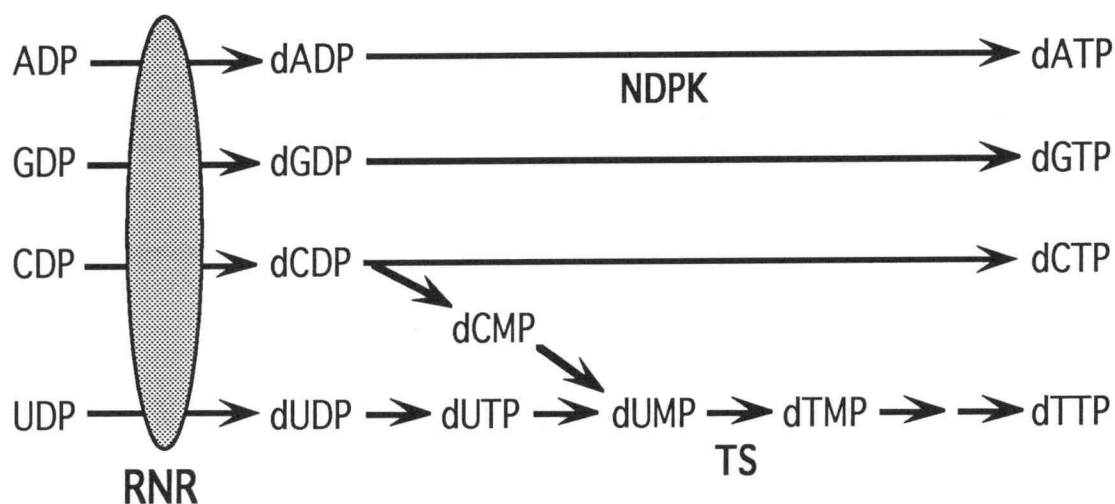 ADP dADP dATP
NDPK
GDP dGDP dGTP
CDP dCDP dCTP
dCMP
UDP dUDP dUTP dUMP dTMP dTTP
TS
RNR